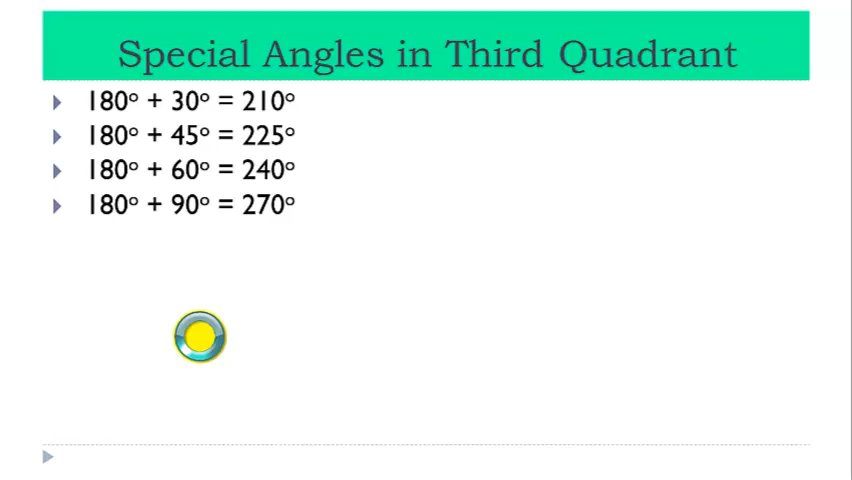 Special Angles in Third Quadrant
180° + 30° = 210°
180° + 45° = 225°
180° + 60° = 240°
180° + 90° = 270°